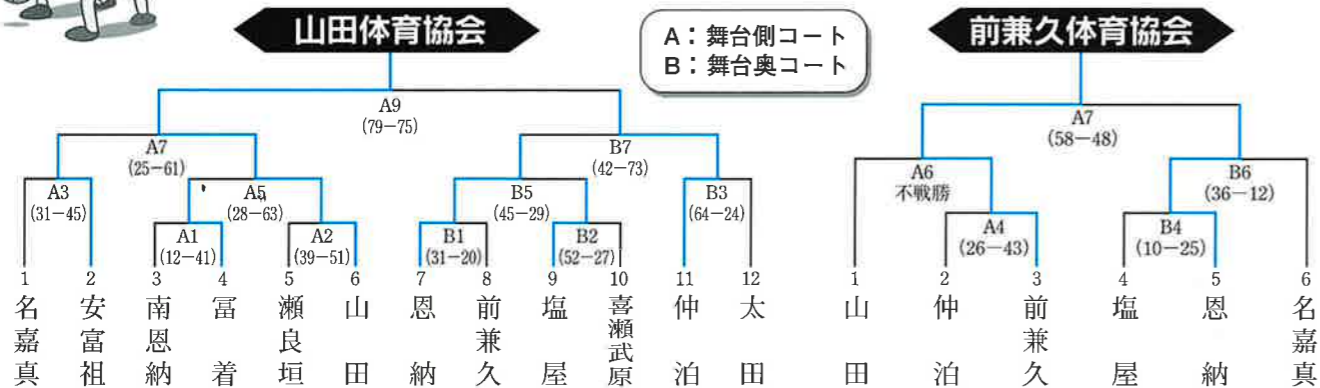 山田体育協会
A：舞台側コート
B：舞台奥コート
前兼久体育協会
A9
(79−75)
A7
(25−61)
B7
(42−73)
A3
(31−45)
A5
(28−63)
B5
(45−29)
B3
(64−24)
A1
(12−41)
A2
(39−51)
B1
(31−20)
B2
(52−27)
1 名嘉真
2 安富祖
3 南恩納
4 冨着
5 瀬良垣
6 山田
7 恩納
8 前兼久
9 塩屋
10 喜瀬武原
11 仲泊
12 太田
A7
(58−48)
A6
不戦勝
B6
(36−12)
A4
(26−43)
B4
(10−25)
1 山田
2 仲泊
3 前兼久
4 塩屋
5 恩納
6 名嘉真